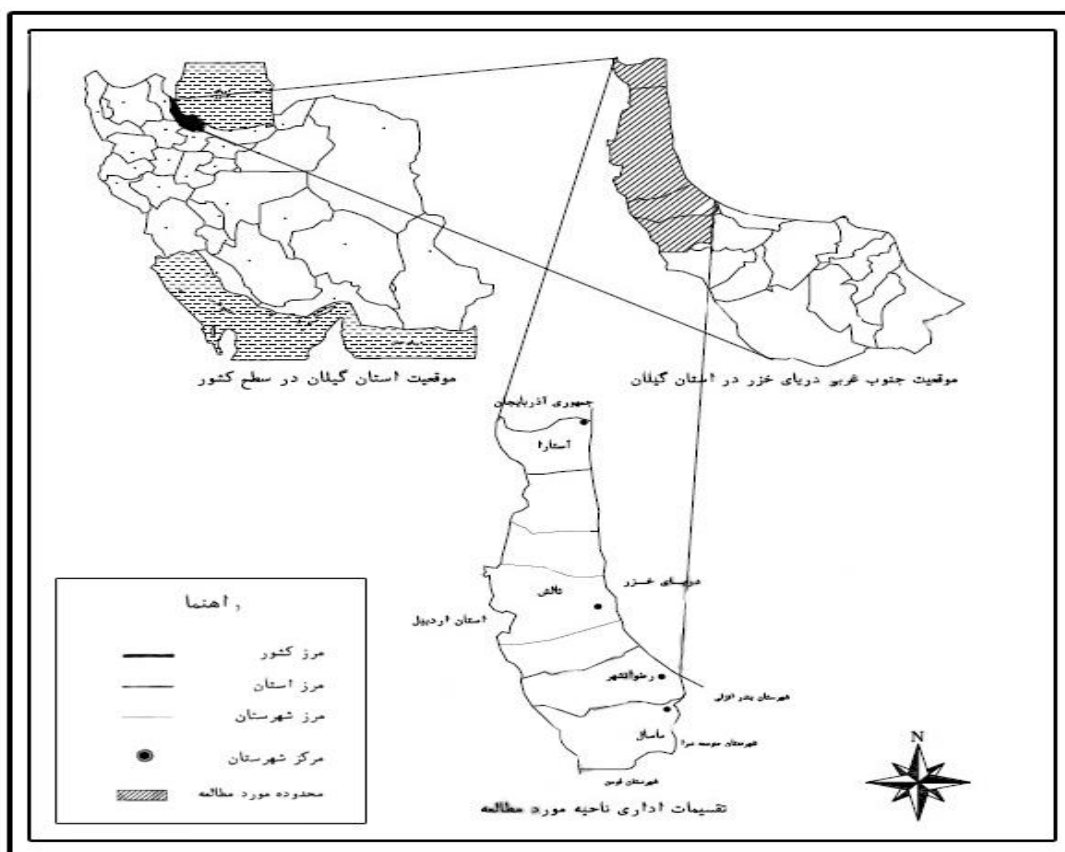 موقعیت استان گیلان در سطح کشور
موقعیت جنوب غربی دریای خزر در استان گیلان
جمهوری آذربایجان
آستارا
دریای خزر
تالش
استان اردبیل
رضوانشهر
شهرستان بندر انزلی
ماسال
شهرستان صومعه سرا
شهرستان فومن
تقسیمات اداری ناحیه مورد مطالعه
راهنما
مرز کشور
مرز استان
مرز شهرستان
مرکز شهرستان
محدوده مورد مطالعه
N